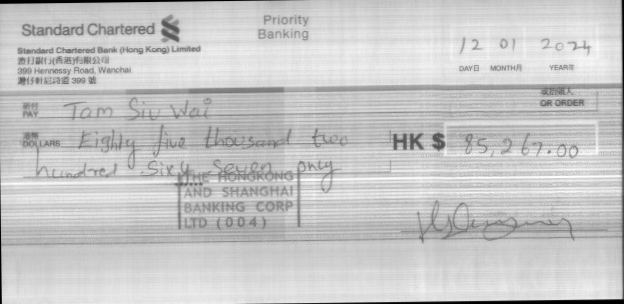 Standard Chartered
Priority
Banking
Standard Chartered Bank (Hong Kong) Limited
渣打銀行(香港)有限公司
399 Hennessy Road, Wanchai
灣仔軒尼詩道 399 號
12 01 2024
DAY日 MONTH月 YEAR年
祈付
PAY Tam Siu Wai
或持票人
OR ORDER
港幣
DOLLARS Eighty five thousand two
hundred Sixty Seven only
HK $ 85,267.00
THE HONGKONG
AND SHANGHAI
BANKING CORP
LTD (004)